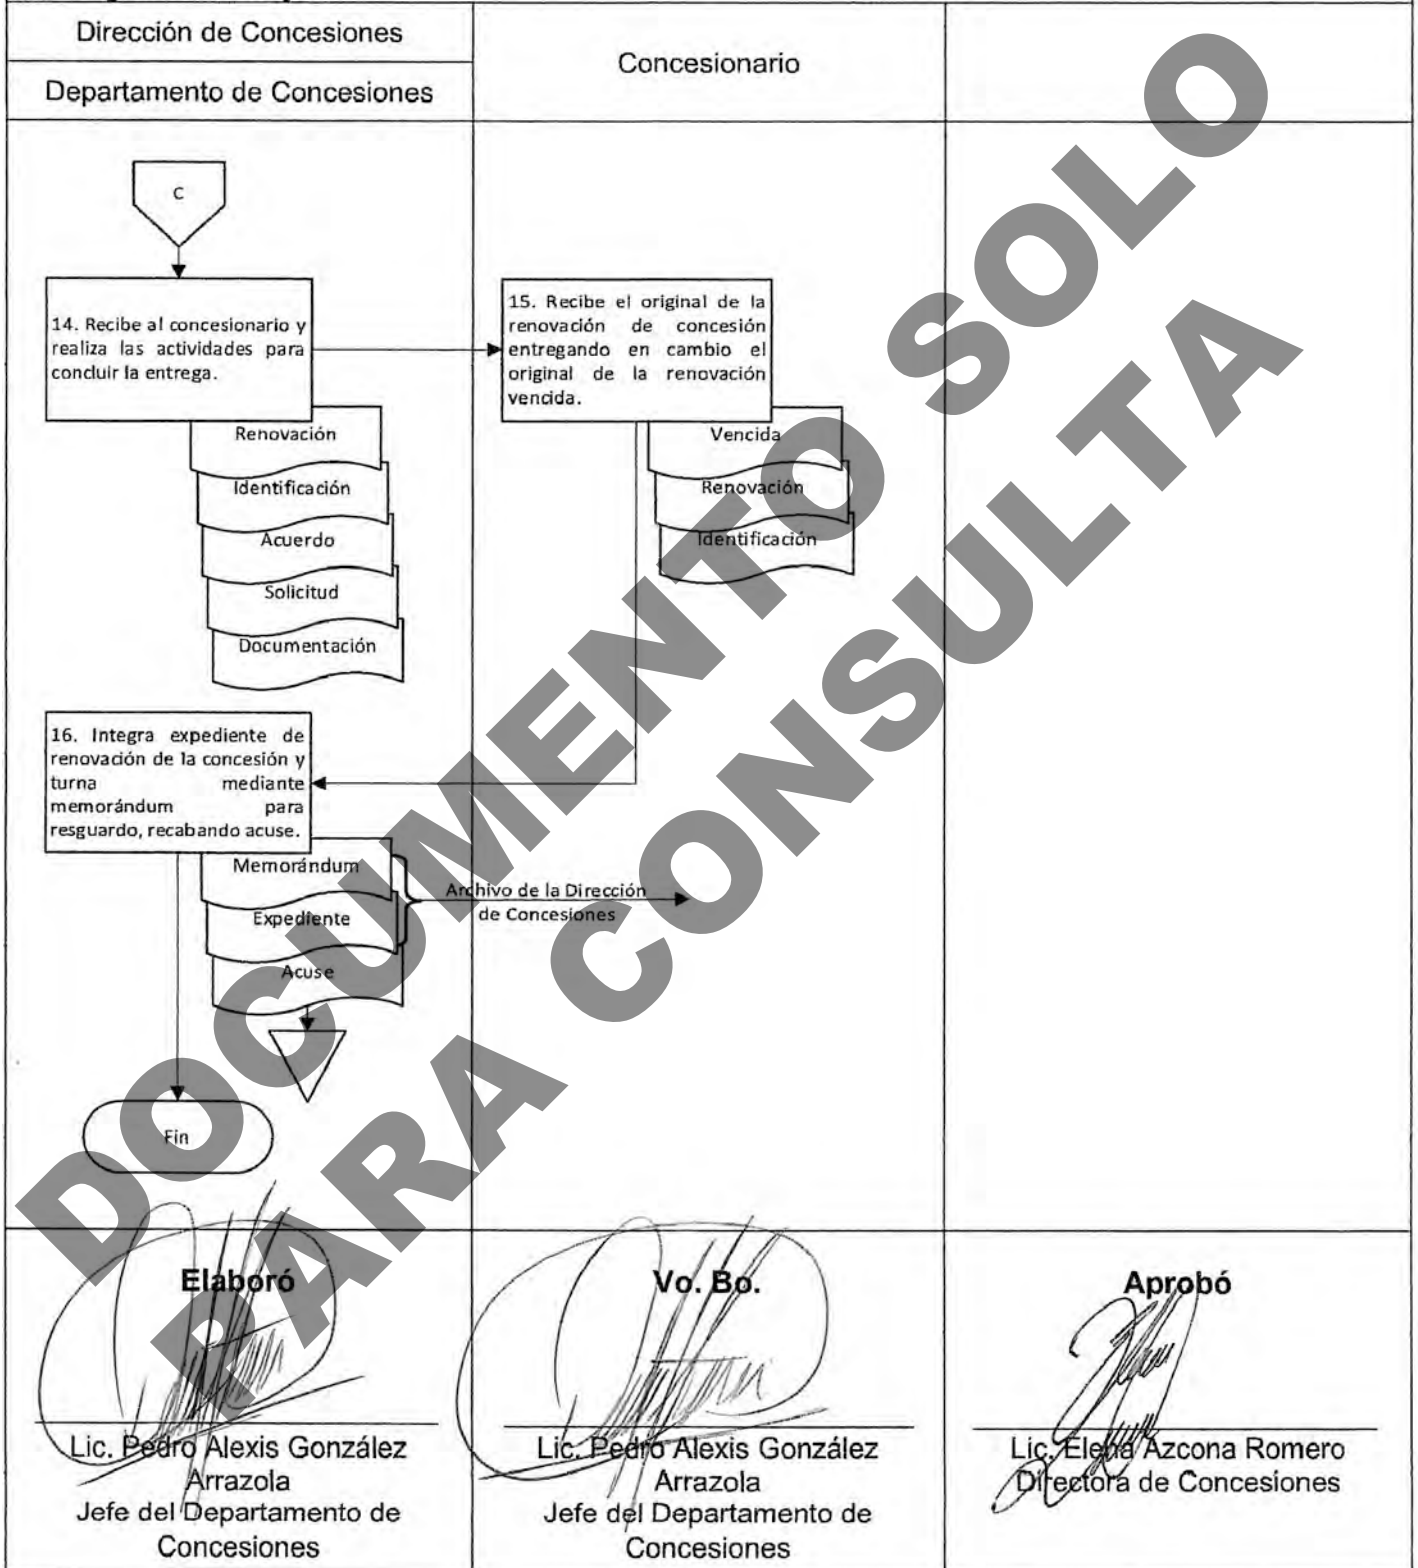 Dirección de Concesiones
Departamento de Concesiones
Concesionario
C
14. Recibe al concesionario y
realiza las actividades para
concluir la entrega.
Renovación
Identificación
Acuerdo
Solicitud
Documentación
15. Recibe el original de la
renovación de concesión
entregando en cambio el
original de la renovación
vencida.
Vencida
Renovación
Identificación
16. Integra expediente de
renovación de la concesión y
turna mediante
memorándum para
resguardo, recabando acuse.
Memorándum
Expediente
Acuse
Archivo de la Dirección
de Concesiones
Fin
DOCUMENTO SOLO
PARA CONSULTA
Elaboró
Lic. Pedro Alexis González
Arrazola
Jefe del Departamento de
Concesiones
Vo. Bo.
Lic. Pedro Alexis González
Arrazola
Jefe del Departamento de
Concesiones
Aprobó
Lic. Elena Azcona Romero
Directora de Concesiones